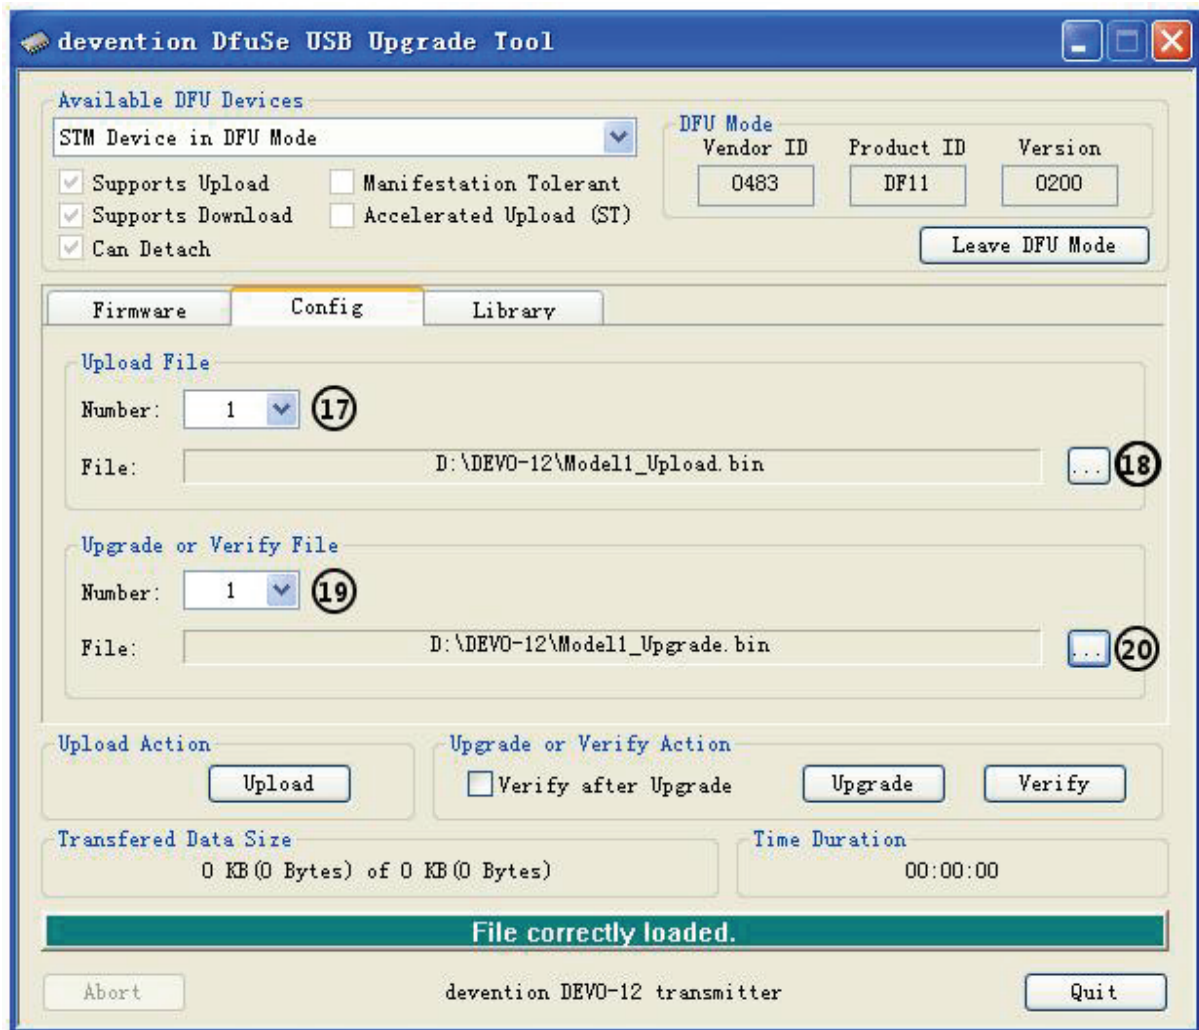 devention DfuSe USB Upgrade Tool
Available DFU Devices
STM Device in DFU Mode
Supports Upload
Manifestation Tolerant
Supports Download
Accelerated Upload (ST)
Can Detach
DFU Mode
Vendor ID Product ID Version
0483 DF11 0200
Leave DFU Mode
Firmware Config Library
Upload File
Number: 1 17
File: D:\DEVO-12\Model1_Upload.bin ... 18
Upgrade or Verify File
Number: 1 19
File: D:\DEVO-12\Model1_Upgrade.bin ... 20
Upload Action
Upload
Upgrade or Verify Action
Verify after Upgrade Upgrade Verify
Transfered Data Size
0 KB(0 Bytes) of 0 KB(0 Bytes)
Time Duration
00:00:00
File correctly loaded.
Abort devention DEVO-12 transmitter Quit